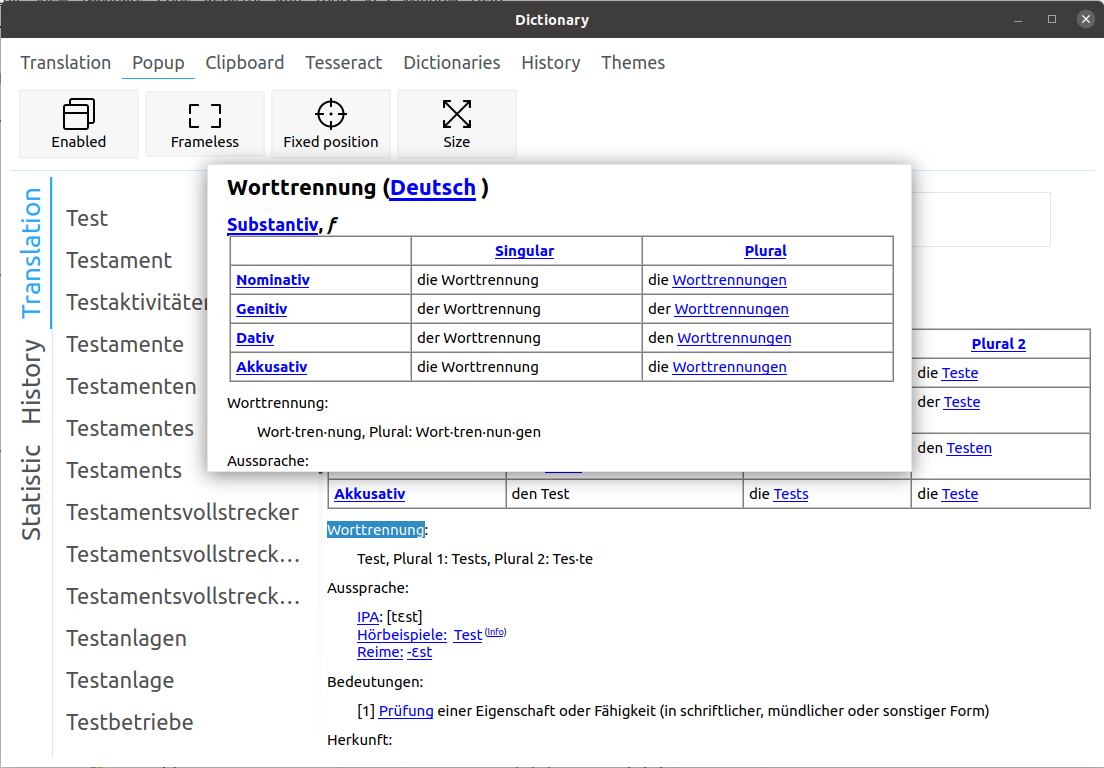 Dictionary
Translation Popup Clipboard Tesseract Dictionaries History Themes
Enabled Frameless Fixed position Size
Translation
History
Statistic
Test
Testament
Testaktivitäten
Testamente
Testamenten
Testamentes
Testaments
Testamentsvollstrecker
Testamentsvollstreck…
Testamentsvollstreck…
Testanlagen
Testanlage
Testbetriebe
Worttrennung (Deutsch )
Substantiv, f
Singular Plural
Nominativ die Worttrennung die Worttrennungen
Genitiv der Worttrennung der Worttrennungen
Dativ der Worttrennung den Worttrennungen
Akkusativ die Worttrennung die Worttrennungen
Worttrennung:
Wort·tren·nung, Plural: Wort·tren·nun·gen
Aussprache:
Plural 2
die Teste
der Teste
den Testen
Akkusativ den Test die Tests die Teste
Worttrennung:
Test, Plural 1: Tests, Plural 2: Tes·te
Aussprache:
IPA: [tɛst]
Hörbeispiele: Test (Info)
Reime: -ɛst
Bedeutungen:
[1] Prüfung einer Eigenschaft oder Fähigkeit (in schriftlicher, mündlicher oder sonstiger Form)
Herkunft: